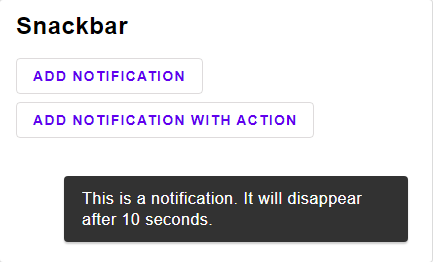 Snackbar
ADD NOTIFICATION
ADD NOTIFICATION WITH ACTION
This is a notification. It will disappear
after 10 seconds.